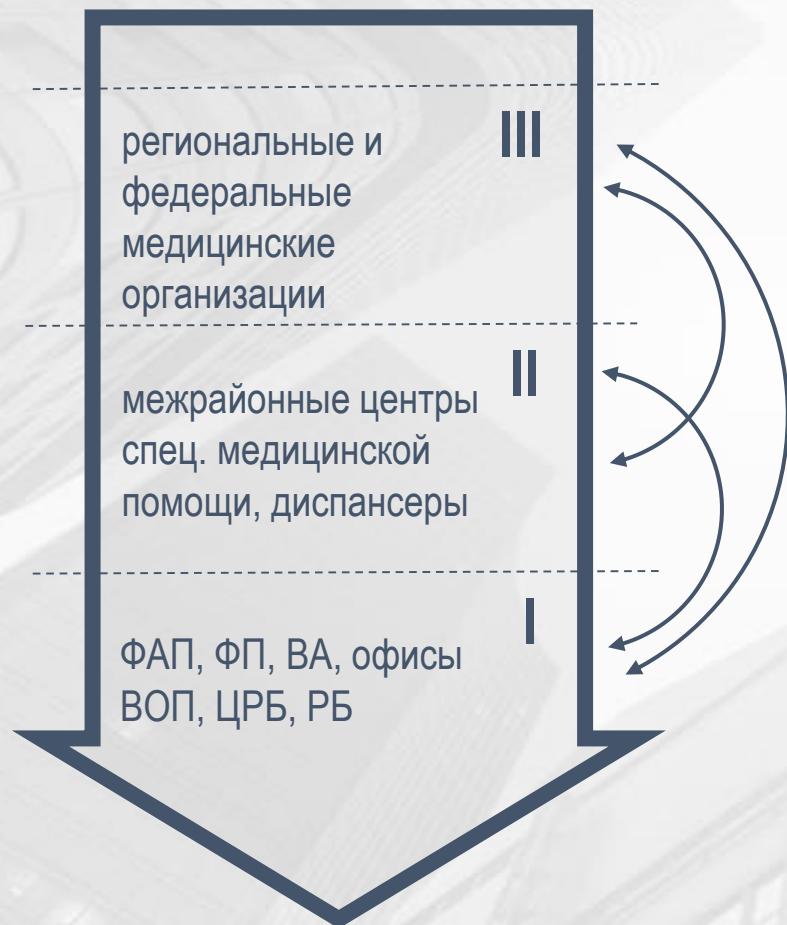 III
региональные и
федеральные
медицинские
организации
II
межрайонные центры
спец. медицинской
помощи, диспансеры
I
ФАП, ФП, ВА, офисы
ВОП, ЦРБ, РБ